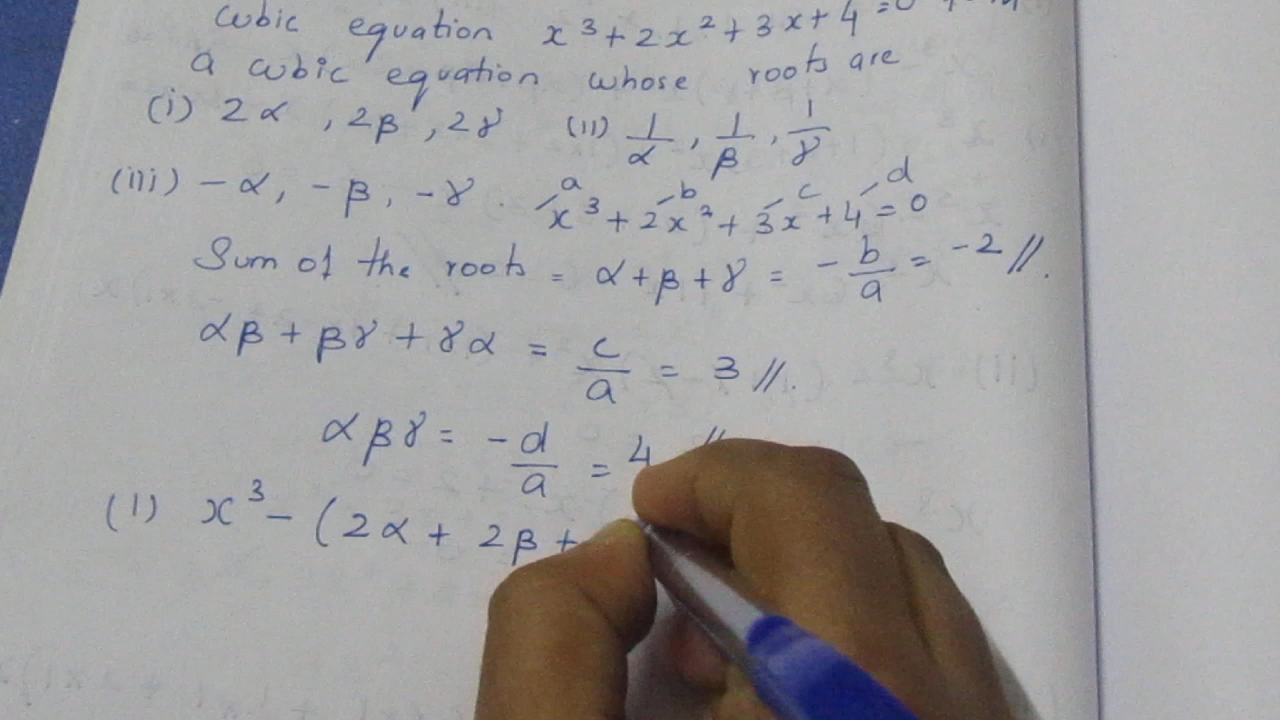 cubic equation x³ + 2x² + 3x + 4 = 0
a cubic equation whose roots are
(i) 2α , 2β , 2γ (ii) 1/α , 1/β , 1/γ
(iii) -α, -β, -γ.
a b c d
x³ + 2x² + 3x + 4 = 0
Sum of the roots = α + β + γ = -b/a = -2 //.
αβ + βγ + γα = c/a = 3 //.
αβγ = -d/a = 4 //
(1) x³ - (2α + 2β +